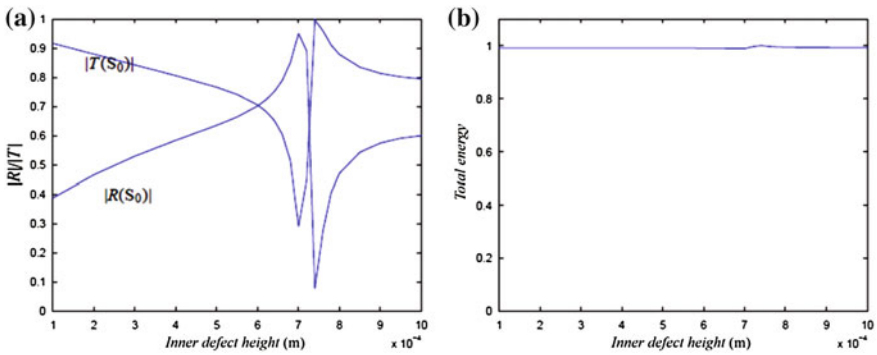 (a)
1
0.9
0.8
0.7
0.6
0.5
0.4
0.3
0.2
0.1
0
|R|/|T|
|T(S₀)|
|R(S₀)|
1 2 3 4 5 6 7 8 9 10
Inner defect height (m)
× 10⁻⁴
(b)
1
0.8
0.6
0.4
0.2
0
Total energy
1 2 3 4 5 6 7 8 9 10
Inner defect height (m)
× 10⁻⁴